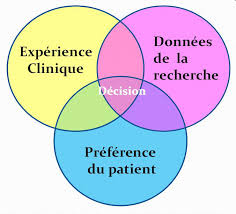 Expérience
Clinique
Données
de la
recherche
Décision
Préférence
du patient